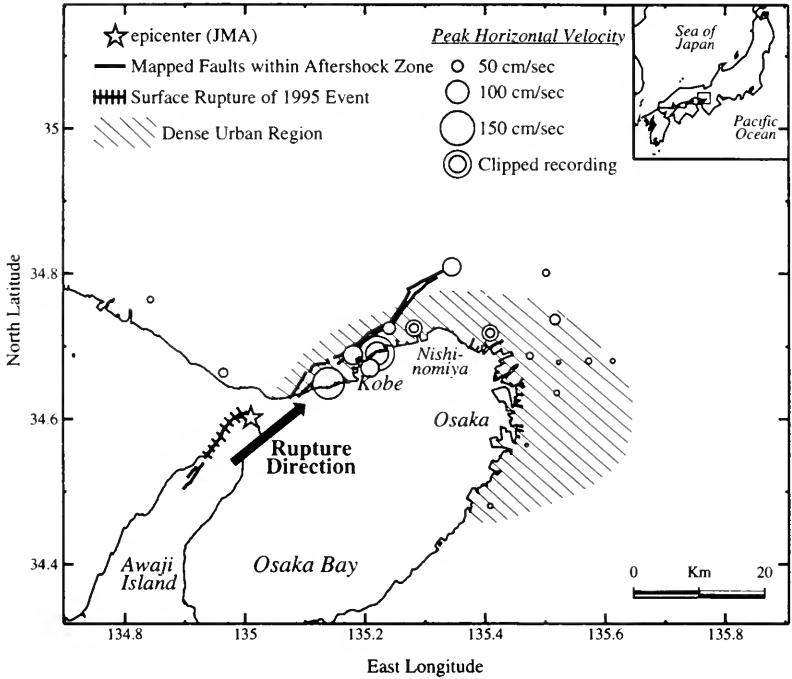 epicenter (JMA)
Mapped Faults within Aftershock Zone
Surface Rupture of 1995 Event
Dense Urban Region
Peak Horizontal Velocity
50 cm/sec
100 cm/sec
150 cm/sec
Clipped recording
Sea of
Japan
Pacific
Ocean
North Latitude
35
34.8
34.6
34.4
Kobe
Nishi-
nomiya
Osaka
Rupture
Direction
Awaji
Island
Osaka Bay
0 Km 20
134.8 135 135.2 135.4 135.6 135.8
East Longitude